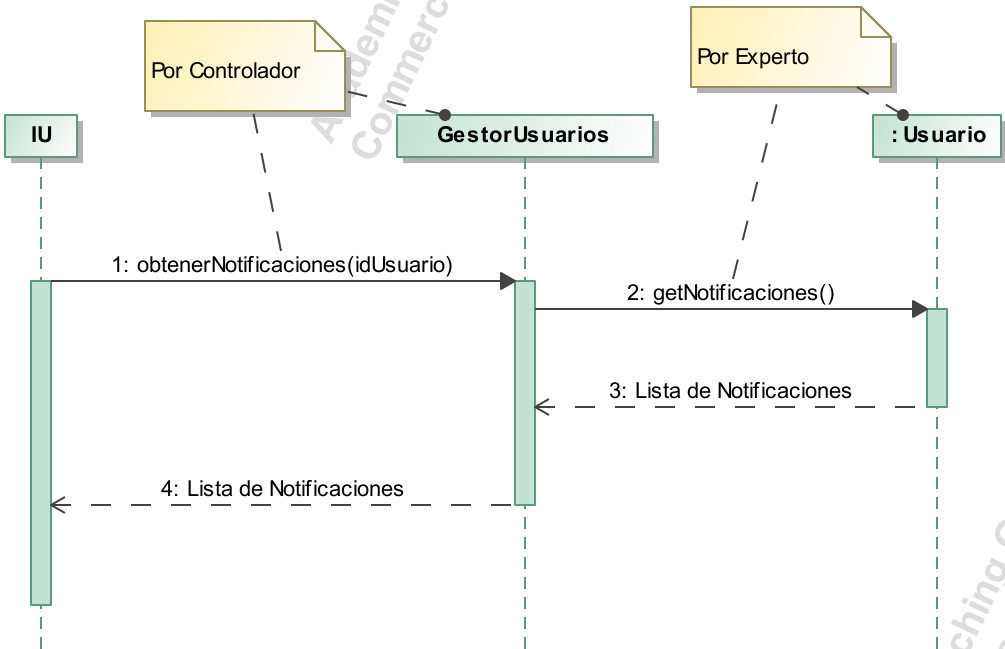 Por Controlador
Por Experto
IU
GestorUsuarios
: Usuario
1: obtenerNotificaciones(idUsuario)
2: getNotificaciones()
3: Lista de Notificaciones
4: Lista de Notificaciones